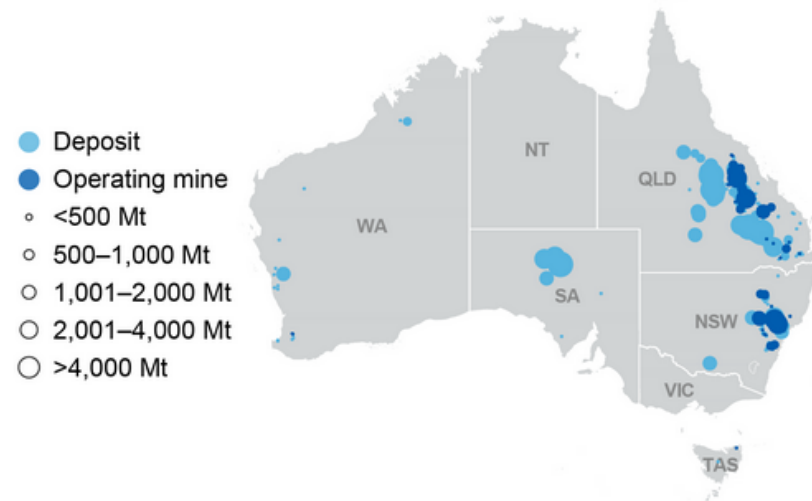 Deposit
Operating mine
<500 Mt
500–1,000 Mt
1,001–2,000 Mt
2,001–4,000 Mt
>4,000 Mt
NT
QLD
WA
SA
NSW
VIC
TAS